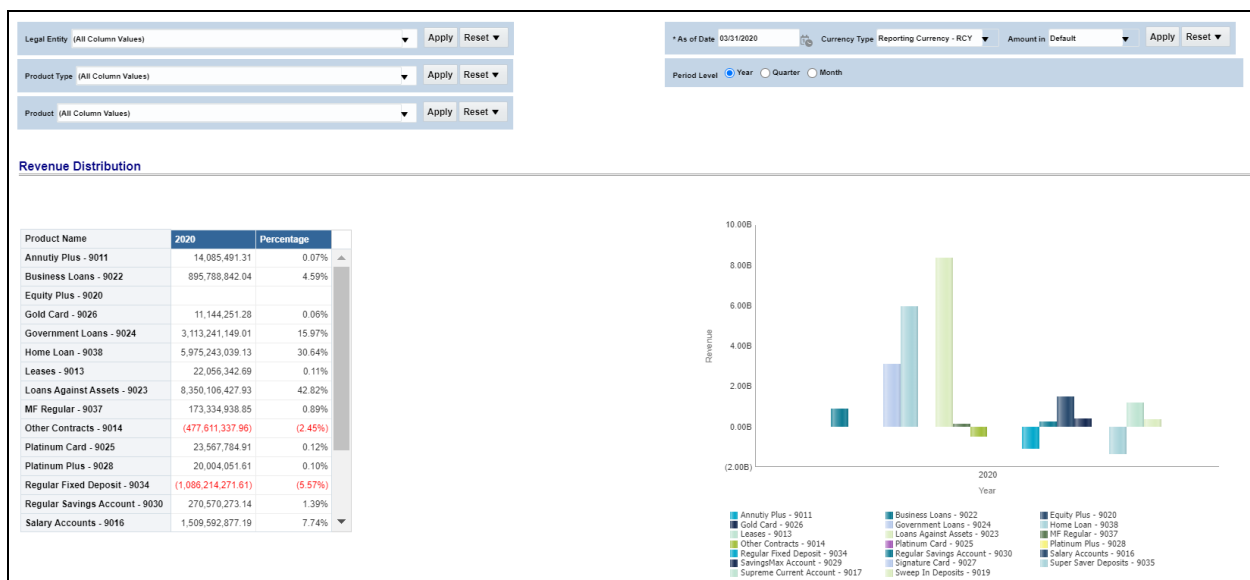 Legal Entity (All Column Values) Apply Reset
* As of Date 03/31/2020 Currency Type Reporting Currency - RCY Amount in Default Apply Reset
Product Type (All Column Values) Apply Reset
Period Level Year Quarter Month
Product (All Column Values) Apply Reset
Revenue Distribution
Product Name 2020 Percentage
Annutiy Plus - 9011 14,085,491.31 0.07%
Business Loans - 9022 895,788,842.04 4.59%
Equity Plus - 9020
Gold Card - 9026 11,144,251.28 0.06%
Government Loans - 9024 3,113,241,149.01 15.97%
Home Loan - 9038 5,975,243,039.13 30.64%
Leases - 9013 22,056,342.69 0.11%
Loans Against Assets - 9023 8,350,106,427.93 42.82%
MF Regular - 9037 173,334,938.85 0.89%
Other Contracts - 9014 (477,611,337.96) (2.45%)
Platinum Card - 9025 23,567,784.91 0.12%
Platinum Plus - 9028 20,004,051.61 0.10%
Regular Fixed Deposit - 9034 (1,086,214,271.61) (5.57%)
Regular Savings Account - 9030 270,570,273.14 1.39%
Salary Accounts - 9016 1,509,592,877.19 7.74%
10.00B
8.00B
6.00B
4.00B
2.00B
0.00B
(2.00B)
Revenue
2020
Year
Annutiy Plus - 9011 Business Loans - 9022 Equity Plus - 9020
Gold Card - 9026 Government Loans - 9024 Home Loan - 9038
Leases - 9013 Loans Against Assets - 9023 MF Regular - 9037
Other Contracts - 9014 Platinum Card - 9025 Platinum Plus - 9028
Regular Fixed Deposit - 9034 Regular Savings Account - 9030 Salary Accounts - 9016
SavingsMax Account - 9029 Signature Card - 9027 Super Saver Deposits - 9035
Supreme Current Account - 9017 Sweep In Deposits - 9019